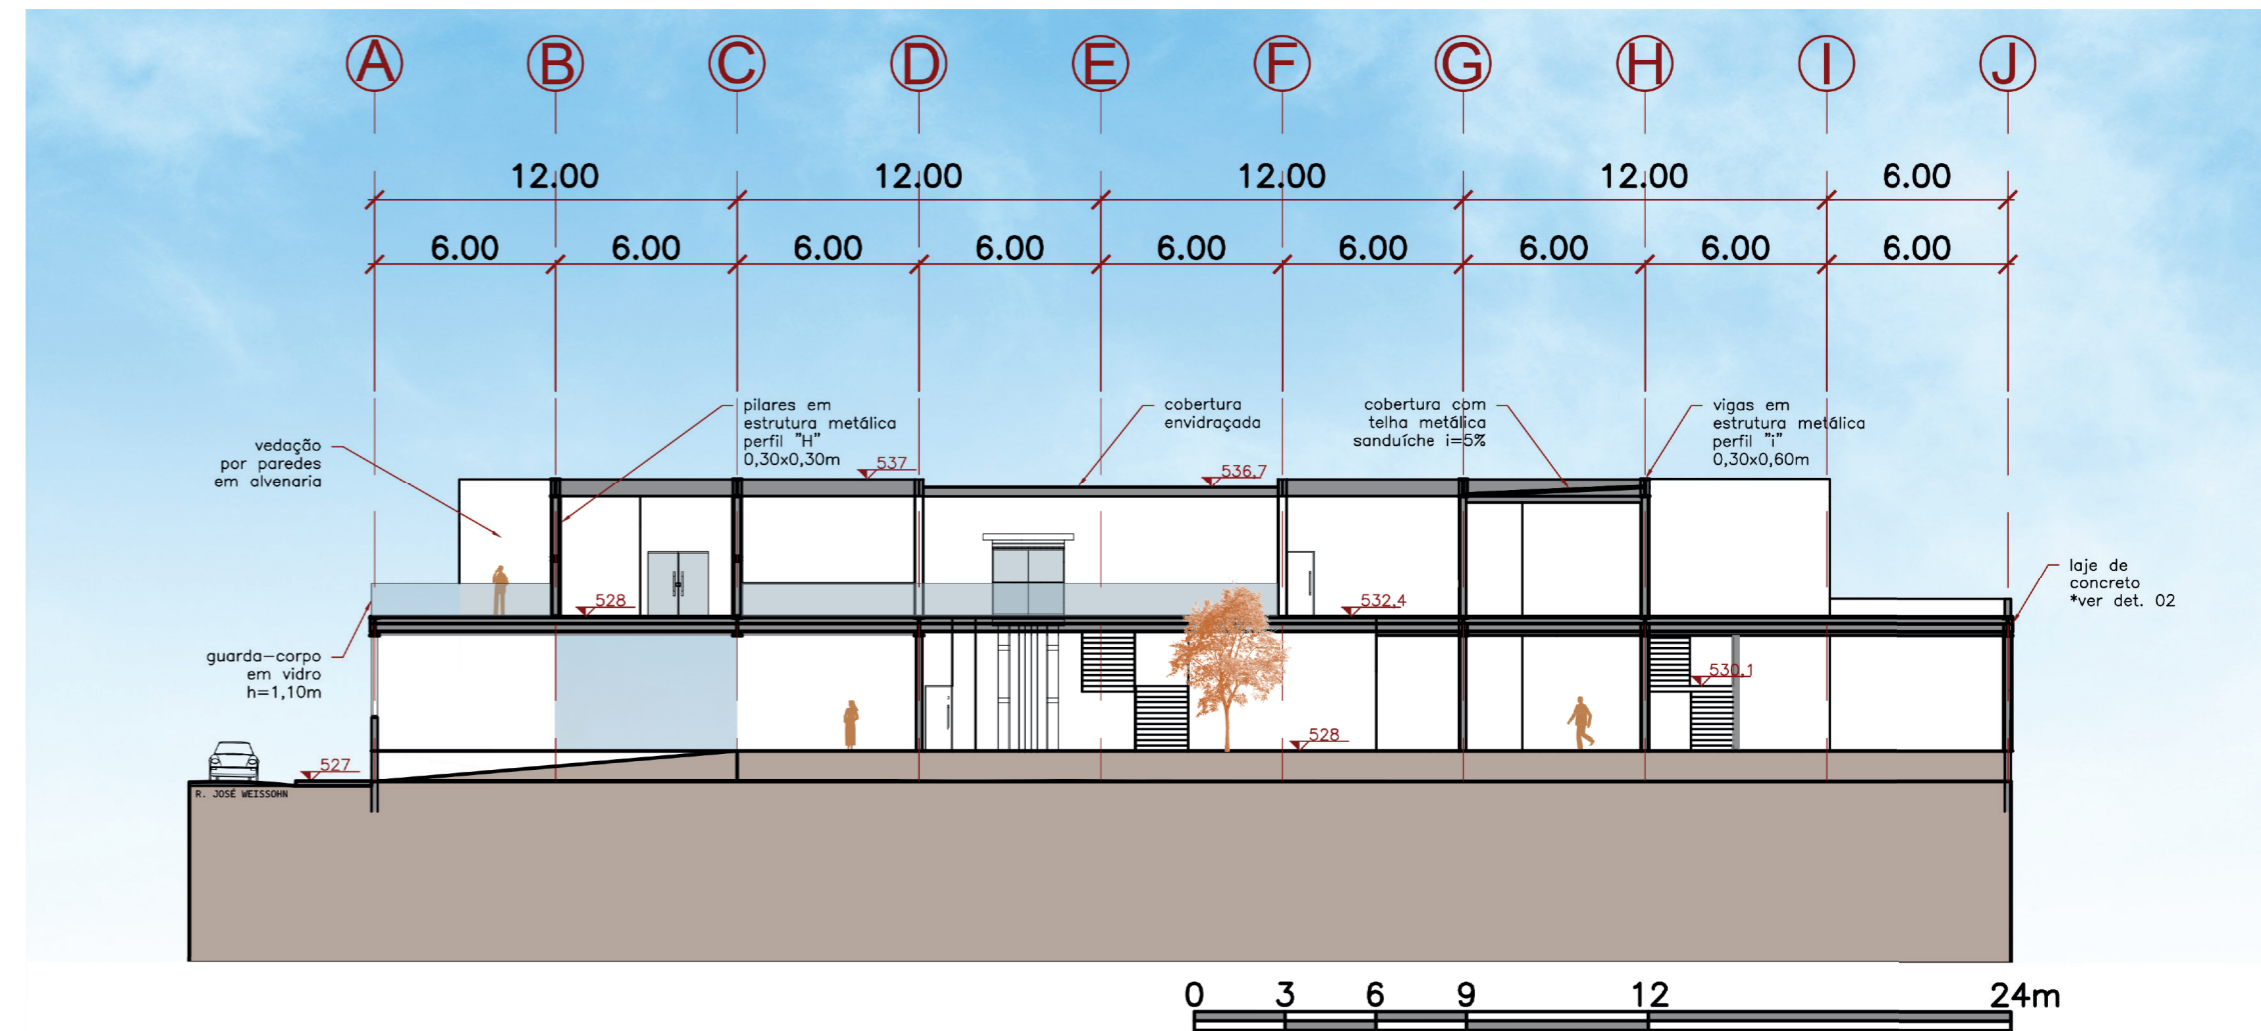 A B C D E F G H I J
12.00 12.00 12.00 12.00 6.00
6.00 6.00 6.00 6.00 6.00 6.00 6.00 6.00 6.00
vedação
por paredes
em alvenaria
pilares em
estrutura metálica
perfil "H"
0,30x0,30m
537
cobertura
envidraçada
536,7
cobertura com
telha metálica
sanduíche i=5%
vigas em
estrutura metálica
perfil "i"
0,30x0,60m
laje de
concreto
*ver det. 02
528
532,4
guarda-corpo
em vidro
h=1,10m
530,1
528
527
R. JOSÉ WEISSOHN
0 3 6 9 12 24m